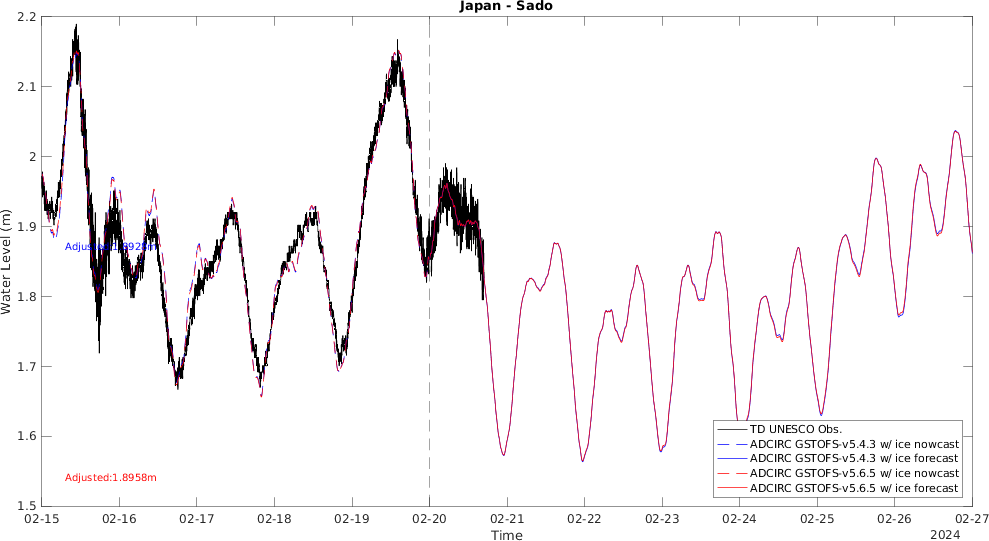 Japan - Sado
Water Level (m)
2.2
2.1
2
1.9
1.8
1.7
1.6
1.5
Adjusted:1.8928m
Adjusted:1.8958m
TD UNESCO Obs.
ADCIRC GSTOFS-v5.4.3 w/ ice nowcast
ADCIRC GSTOFS-v5.4.3 w/ ice forecast
ADCIRC GSTOFS-v5.6.5 w/ ice nowcast
ADCIRC GSTOFS-v5.6.5 w/ ice forecast
02-15 02-16 02-17 02-18 02-19 02-20 02-21 02-22 02-23 02-24 02-25 02-26 02-27
Time
2024